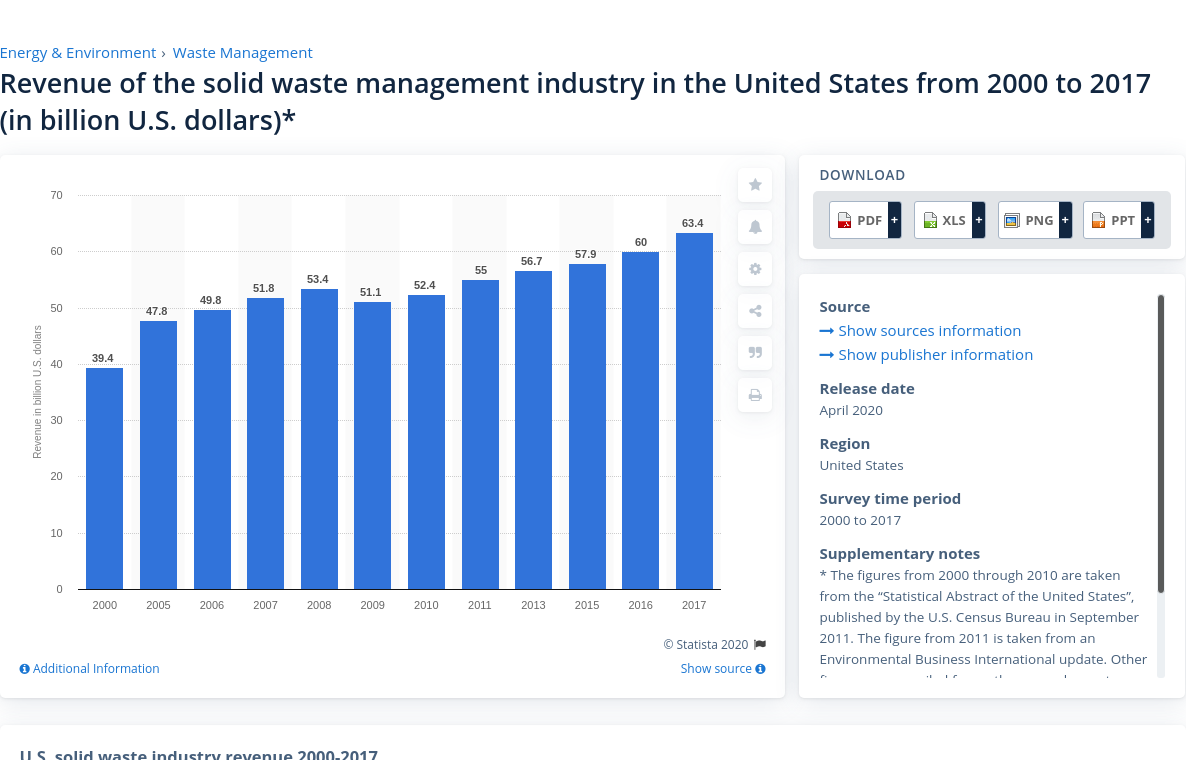 Energy & Environment › Waste Management
Revenue of the solid waste management industry in the United States from 2000 to 2017
(in billion U.S. dollars)*
70
60
50
40
30
20
10
0
Revenue in billion U.S. dollars
39.4
47.8
49.8
51.8
53.4
51.1
52.4
55
56.7
57.9
60
63.4
2000 2005 2006 2007 2008 2009 2010 2011 2013 2015 2016 2017
© Statista 2020
Additional Information
Show source
DOWNLOAD
PDF + XLS + PNG + PPT +
Source
Show sources information
Show publisher information
Release date
April 2020
Region
United States
Survey time period
2000 to 2017
Supplementary notes
* The figures from 2000 through 2010 are taken
from the “Statistical Abstract of the United States”,
published by the U.S. Census Bureau in September
2011. The figure from 2011 is taken from an
Environmental Business International update. Other
U.S. solid waste industry revenue 2000-2017